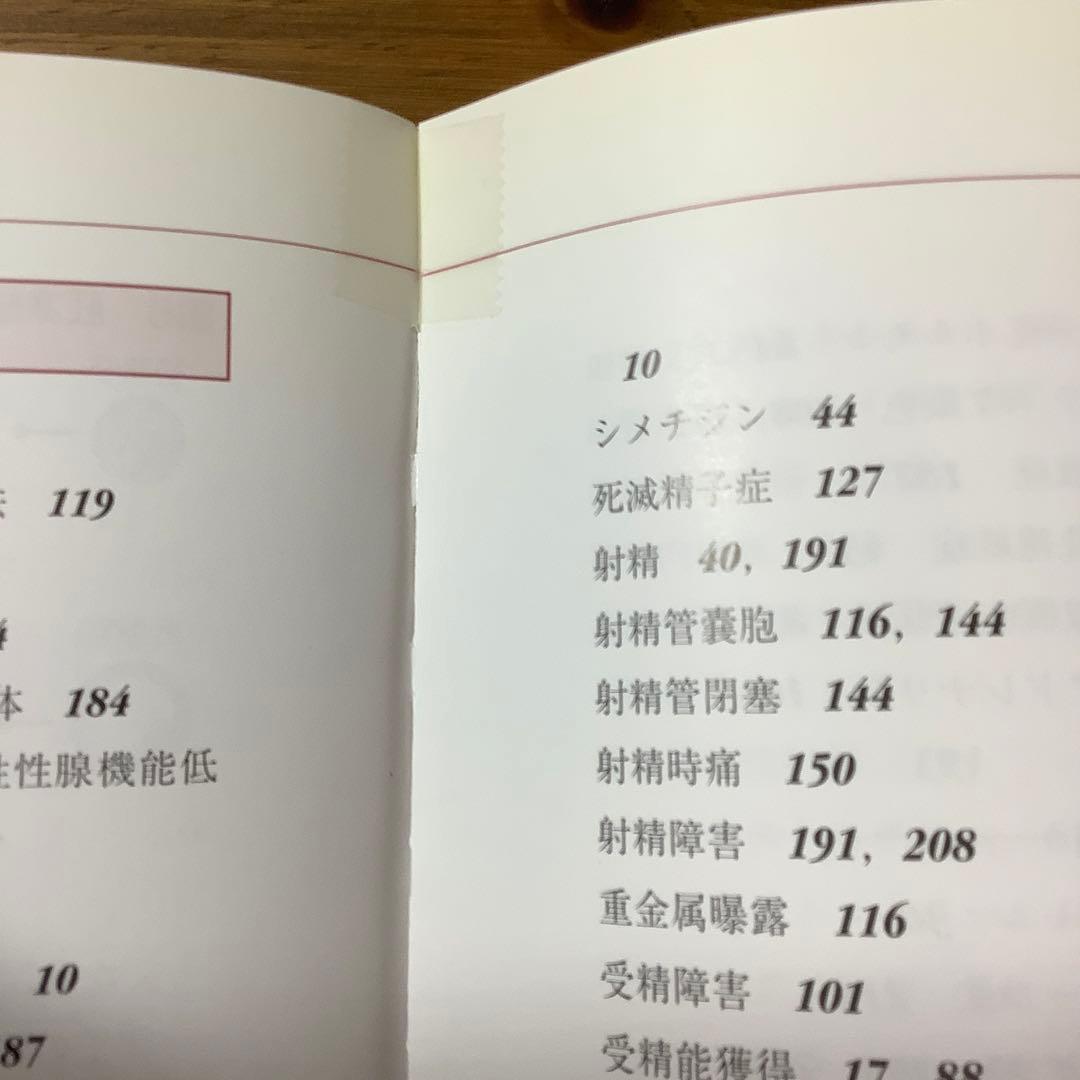 119
184
性腺機能低
10
87
10
シメチジン 44
死滅精子症 127
射精 40, 191
射精管嚢胞 116, 144
射精管閉塞 144
射精時痛 150
射精障害 191, 208
重金属曝露 116
受精障害 101
受精能獲得 17, 88